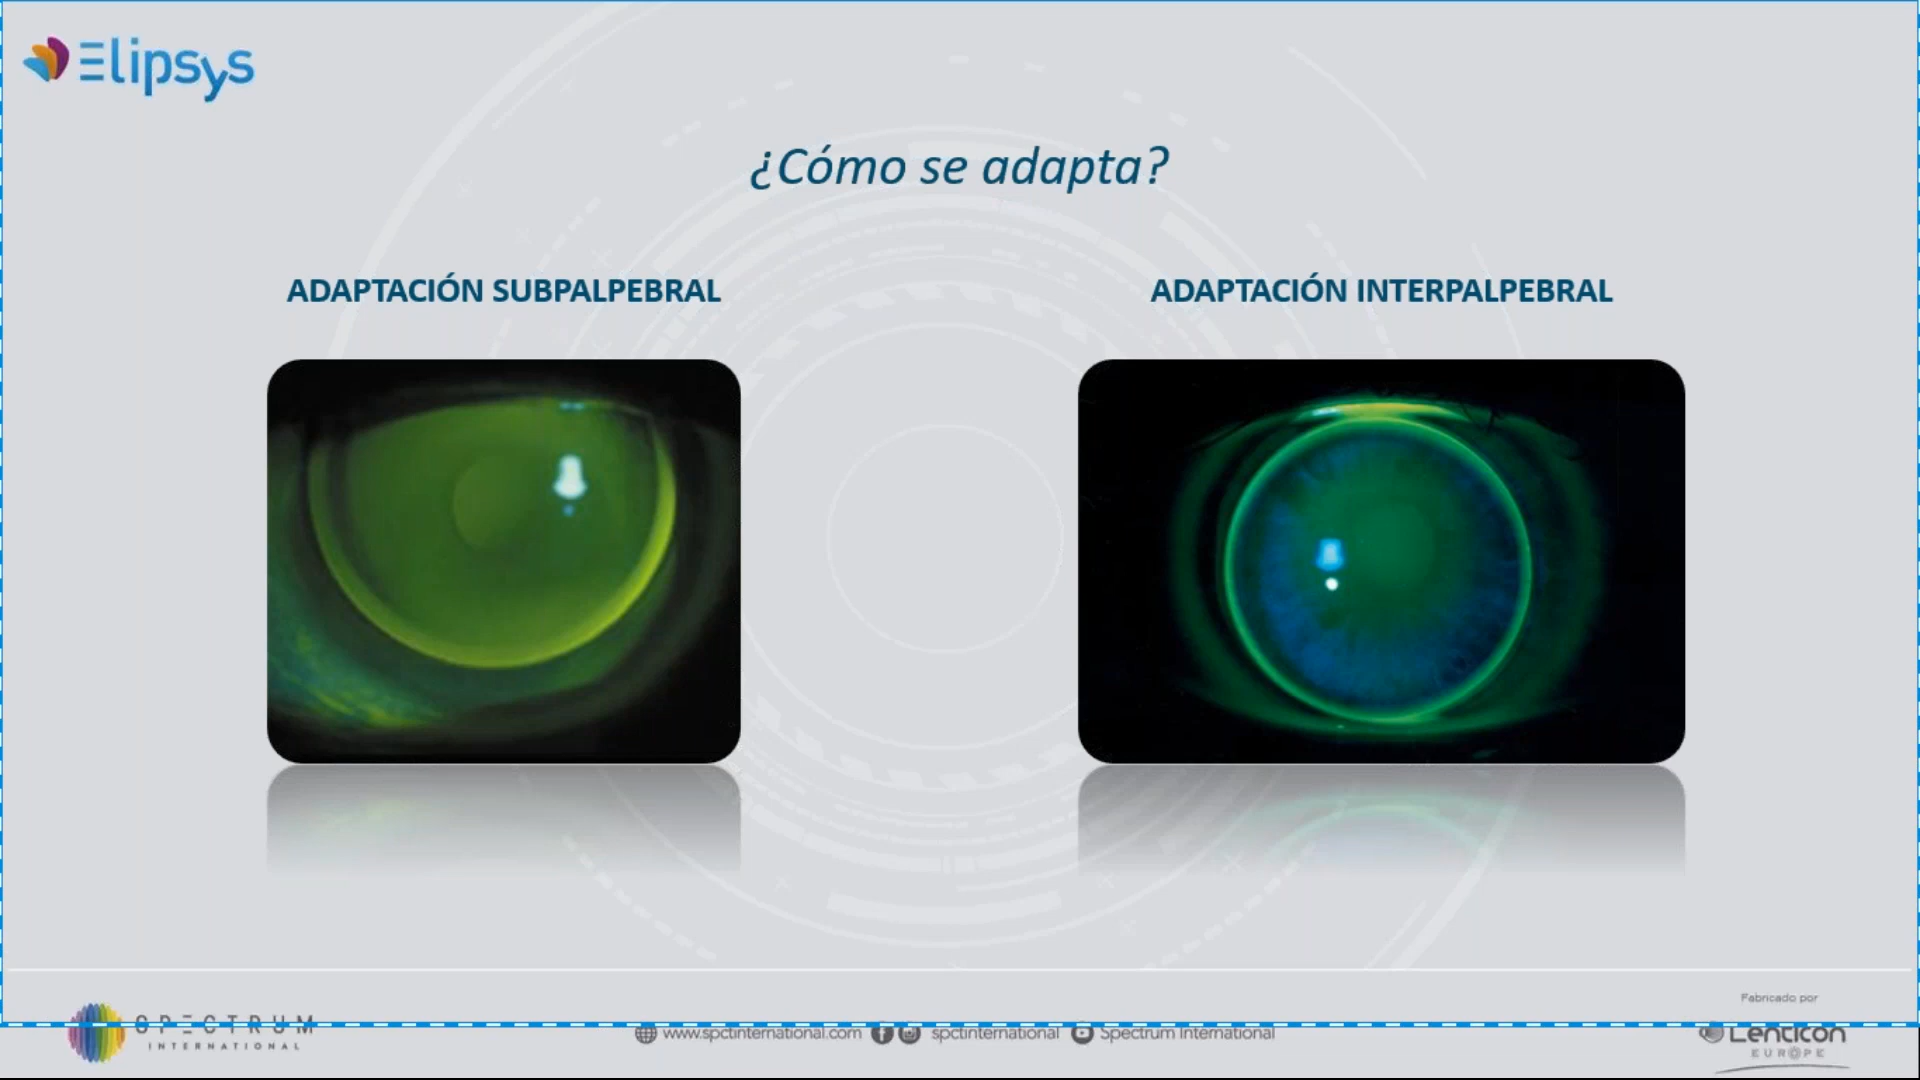 Elipsys
¿Cómo se adapta?
ADAPTACIÓN SUBPALPEBRAL
ADAPTACIÓN INTERPALPEBRAL
Fabricado por
SPECTRUM
INTERNATIONAL
www.spctinternational.com spctinternational Spectrum International
Lenticon
EUROPE